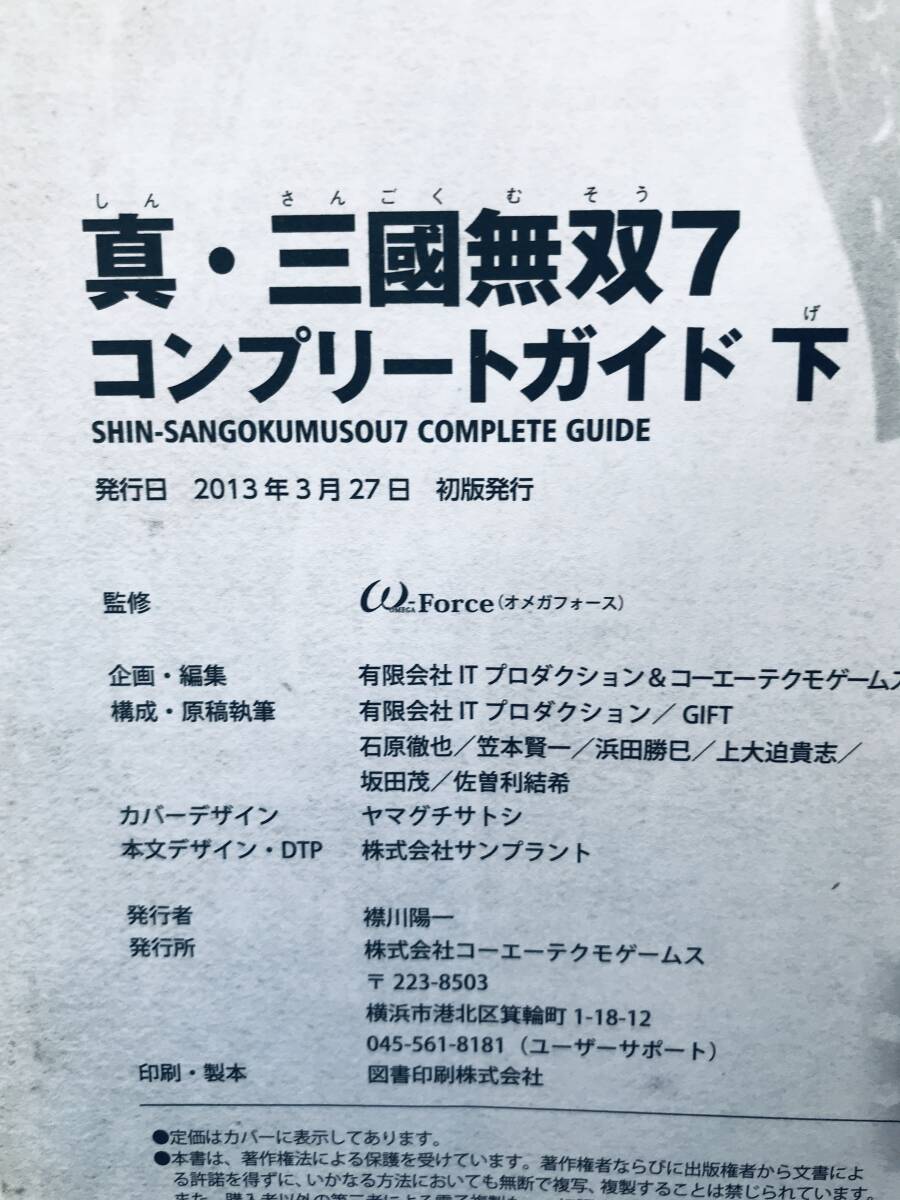 しん さんごくむそう
真・三國無双7
げ
コンプリートガイド 下
SHIN-SANGOKUMUSOU7 COMPLETE GUIDE
発行日 2013年3月27日 初版発行
監修 ω-Force(オメガフォース)
OMEGA
企画・編集 有限会社ITプロダクション&コーエーテクモゲームス
構成・原稿執筆 有限会社ITプロダクション/GIFT
石原徹也/笠本賢一/浜田勝巳/上大迫貴志/
坂田茂/佐曽利結希
カバーデザイン ヤマグチサトシ
本文デザイン・DTP 株式会社サンプラント
発行者 襟川陽一
発行所 株式会社コーエーテクモゲームス
〒223-8503
横浜市港北区箕輪町1-18-12
045-561-8181(ユーザーサポート)
印刷・製本 図書印刷株式会社
●定価はカバーに表示してあります。
●本書は、著作権法による保護を受けています。著作権者ならびに出版権者から文書によ
る許諾を得ずに、いかなる方法においても無断で複写、複製することは禁じられています。